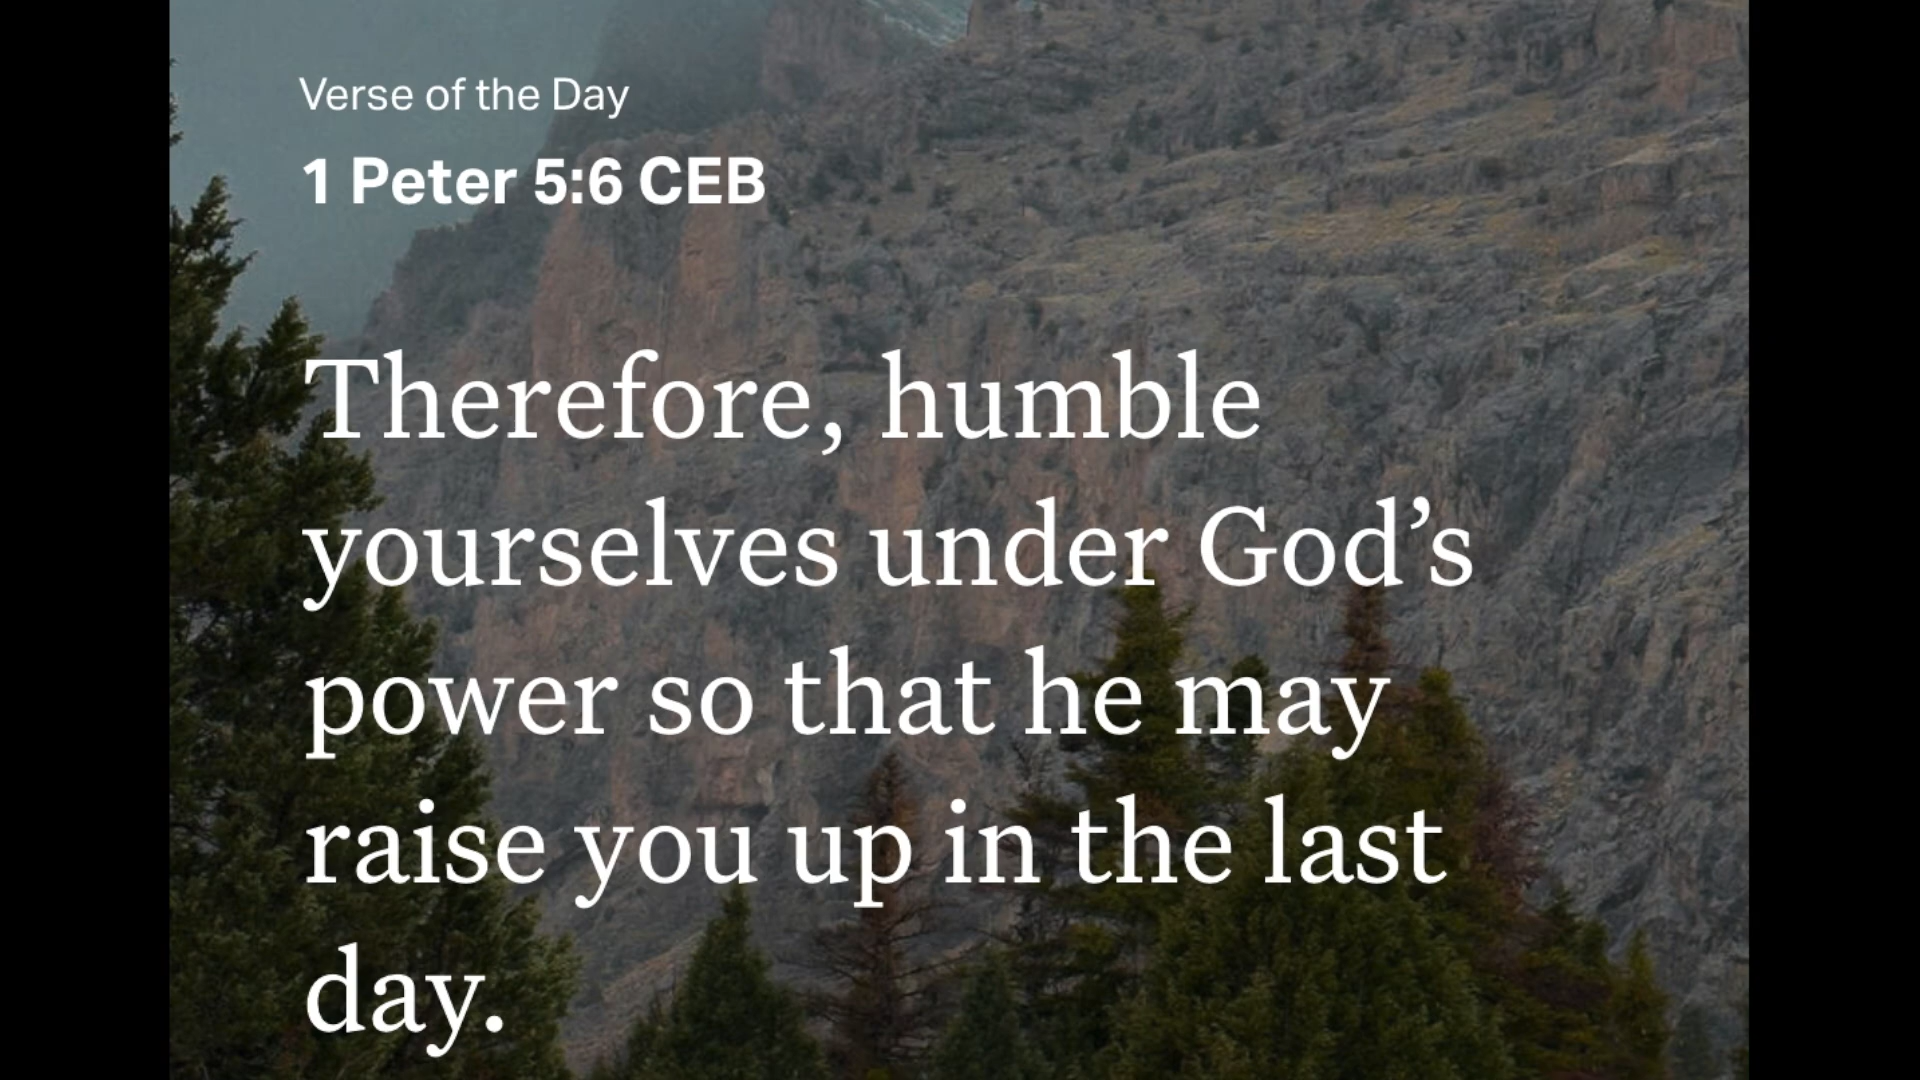 Verse of the Day
1 Peter 5:6 CEB
Therefore, humble
yourselves under God’s
power so that he may
raise you up in the last
day.